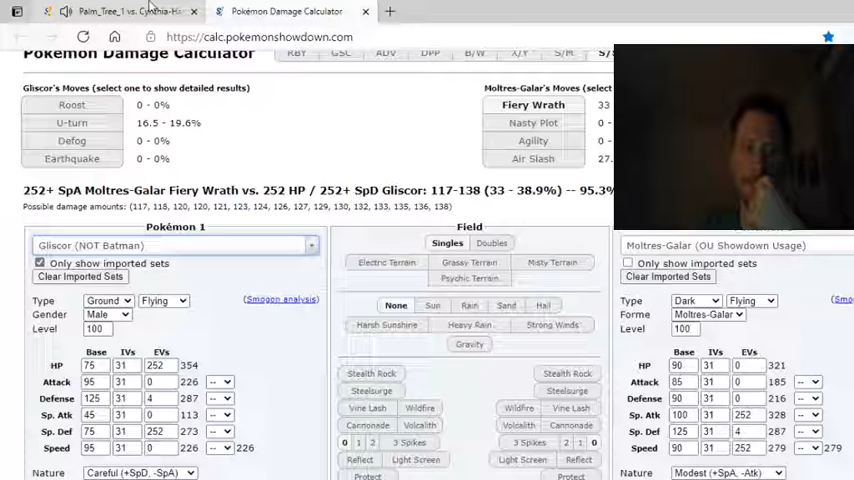 Palm_Tree_1 vs. Cynthia-Ha
Pokémon Damage Calculator
https://calc.pokemonshowdown.com
Pokémon Damage Calculator
RBY GSC ADV DPP B/W X/Y S/M S/S
Gliscor's Moves (select one to show detailed results)
Roost 0 - 0%
U-turn 16.5 - 19.6%
Defog 0 - 0%
Earthquake 0 - 0%
Moltres-Galar's Moves (select one to
Fiery Wrath 33
Nasty Plot 0 -
Agility 0 -
Air Slash 27.
252+ SpA Moltres-Galar Fiery Wrath vs. 252 HP / 252+ SpD Gliscor: 117-138 (33 - 38.9%) -- 95.3%
Possible damage amounts: (117, 118, 120, 120, 121, 123, 124, 126, 127, 129, 130, 132, 133, 135, 136, 138)
Pokémon 1
Gliscor (NOT Batman)
Only show imported sets
Clear Imported Sets
Type Ground Flying (Smogon analysis)
Gender Male
Level 100
Base IVs EVs
HP 75 31 252 354
Attack 95 31 0 226 --
Defense 125 31 4 287 --
Sp. Atk 45 31 0 113 --
Sp. Def 75 31 252 273 --
Speed 95 31 0 226 -- 226
Nature Careful (+SpD, -SpA)
Field
Singles Doubles
Electric Terrain Grassy Terrain Misty Terrain
Psychic Terrain
None Sun Rain Sand Hail
Harsh Sunshine Heavy Rain Strong Winds
Gravity
Stealth Rock Stealth Rock
Steelsurge Steelsurge
Vine Lash Wildfire Wildfire Vine Lash
Cannonade Volcalith Volcalith Cannonade
0 1 2 3 Spikes 3 Spikes 2 1 0
Reflect Light Screen Light Screen Reflect
Protect Protect
Moltres-Galar (OU Showdown Usage)
Only show imported sets
Clear Imported Sets
Type Dark Flying (Smo
Forme Moltres-Galar
Level 100
Base IVs EVs
HP 90 31 0 321
Attack 85 31 0 185 --
Defense 90 31 0 216 --
Sp. Atk 100 31 252 328 --
Sp. Def 125 31 4 287 --
Speed 90 31 252 279 -- 279
Nature Modest (+SpA, -Atk)